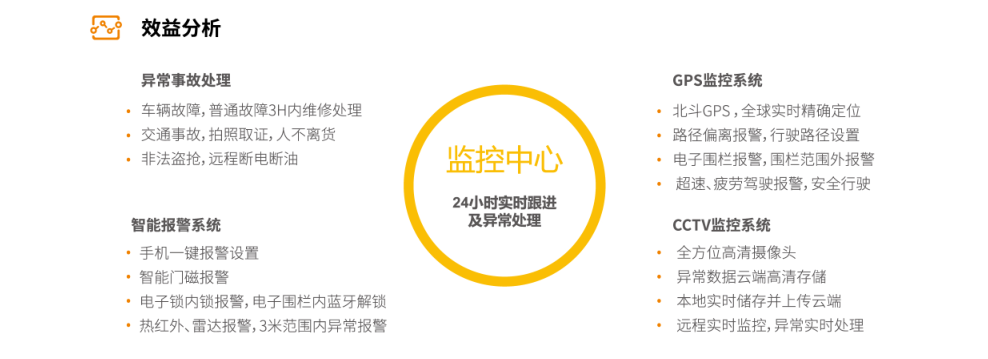 效益分析
异常事故处理
车辆故障，普通故障3H内维修处理
交通事故，拍照取证，人不离货
非法盗抢，远程断电断油
智能报警系统
手机一键报警设置
智能门磁报警
电子锁内锁报警，电子围栏内蓝牙解锁
热红外、雷达报警，3米范围内异常报警
监控中心
24小时实时跟进
及异常处理
GPS监控系统
北斗GPS，全球实时精确定位
路径偏离报警，行驶路径设置
电子围栏报警，围栏范围外报警
超速、疲劳驾驶报警，安全行驶
CCTV监控系统
全方位高清摄像头
异常数据云端高清存储
本地实时储存并上传云端
远程实时监控，异常实时处理